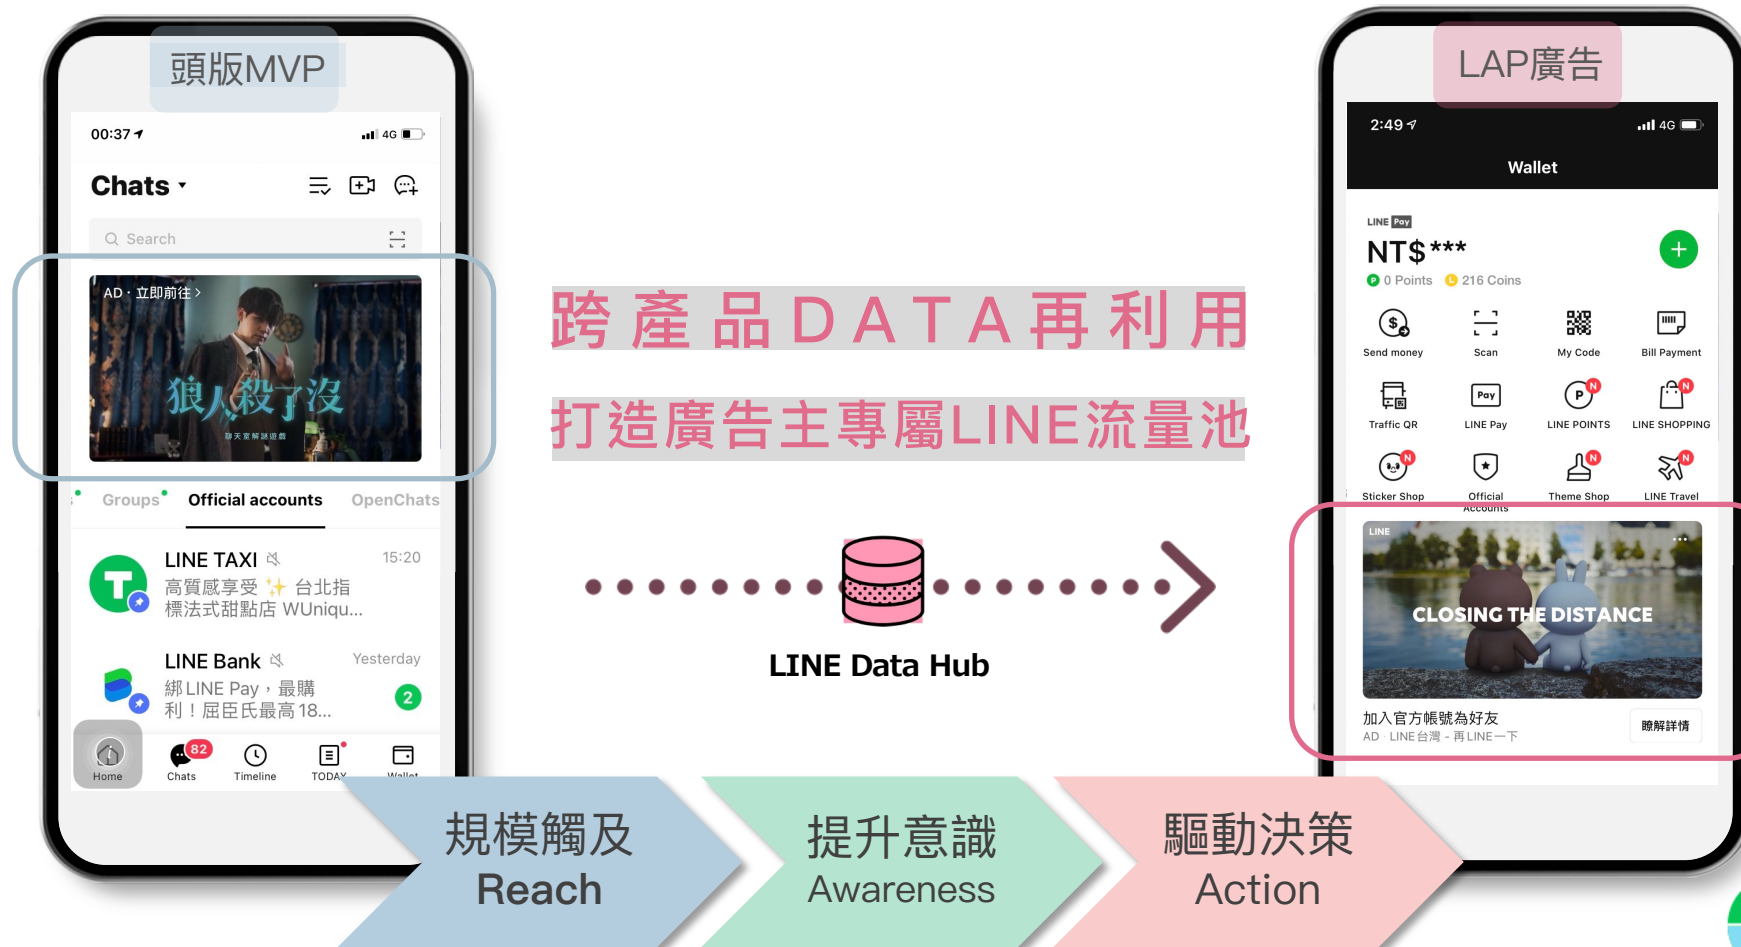 頭版MVP
00:37
4G
Chats
Search
AD・立即前往 >
狼人殺了沒
聊天室解謎遊戲
Groups
Official accounts
OpenChats
LINE TAXI
15:20
高質感享受 ✨ 台北指
標法式甜點店 WUniqu...
LINE Bank
Yesterday
綁 LINE Pay，最購
利！屈臣氏最高 18...
2
82
Home
Chats
Timeline
TODAY
Wallet
跨產品DATA再利用
打造廣告主專屬LINE流量池
LINE Data Hub
LAP廣告
2:49
4G
Wallet
LINE Pay
NT$***
P 0 Points
L 216 Coins
Send money
Scan
My Code
Bill Payment
Pay
P
N
N
Traffic QR
LINE Pay
LINE POINTS
LINE SHOPPING
N
N
N
Sticker Shop
Official
Accounts
Theme Shop
LINE Travel
LINE
CLOSING THE DISTANCE
加入官方帳號為好友
AD · LINE台灣 - 再LINE一下
瞭解詳情
規模觸及
Reach
提升意識
Awareness
驅動決策
Action